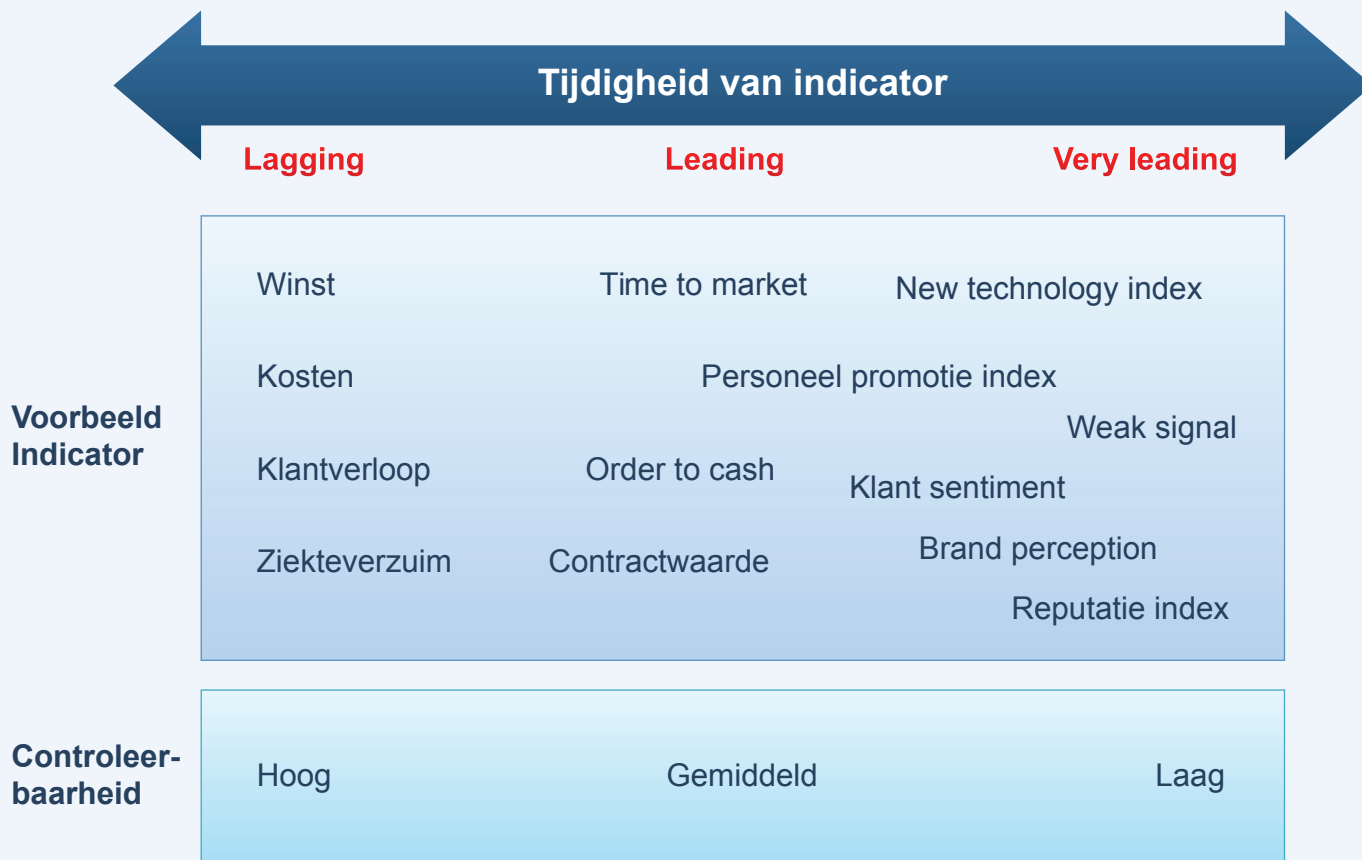 Tijdigheid van indicator
Lagging Leading Very leading
Winst Time to market New technology index
Kosten Personeel promotie index
Voorbeeld
Indicator
Weak signal
Klantverloop Order to cash Klant sentiment
Ziekteverzuim Contractwaarde Brand perception
Reputatie index
Controleer-
baarheid
Hoog Gemiddeld Laag